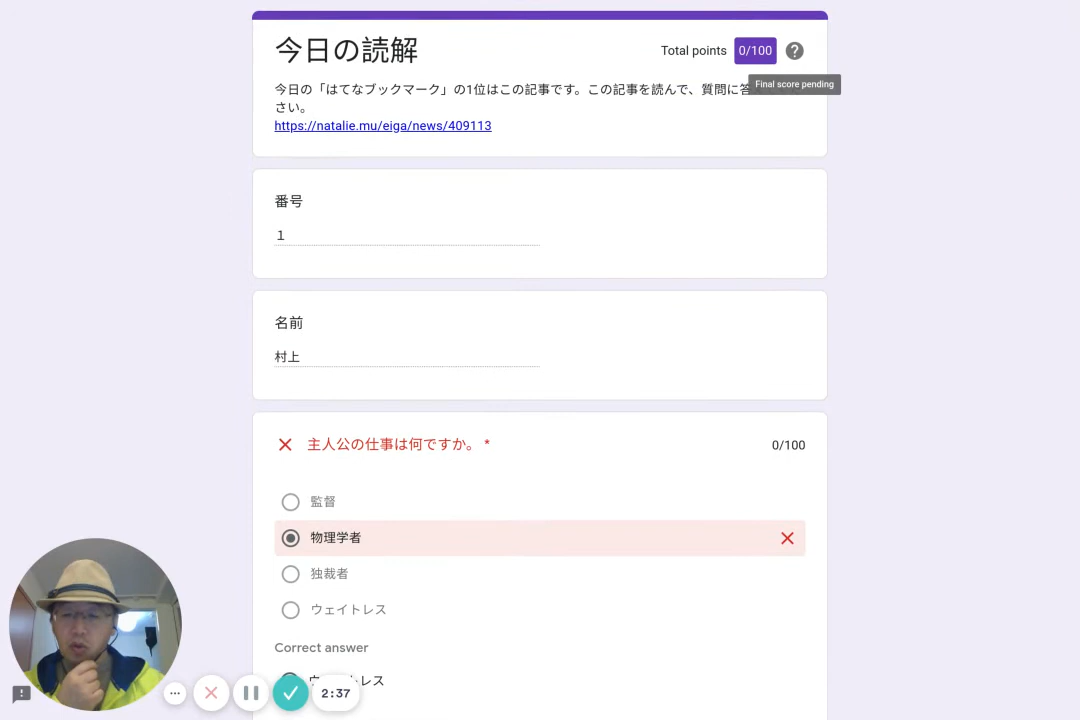 今日の読解
Total points 0/100
Final score pending
今日の「はてなブックマーク」の1位はこの記事です。この記事を読んで、質問に答
さい。
https://natalie.mu/eiga/news/409113
番号
１
名前
村上
主人公の仕事は何ですか。 *
0/100
監督
物理学者
独裁者
ウェイトレス
Correct answer
ウェイトレス
2:37